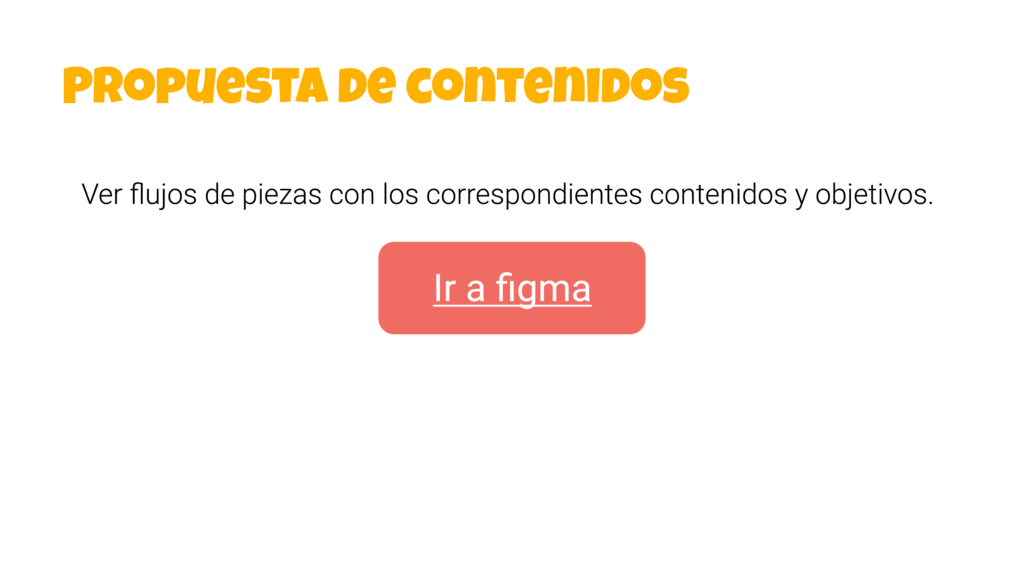 Propuesta de contenidos
Ver flujos de piezas con los correspondientes contenidos y objetivos.
Ir a figma